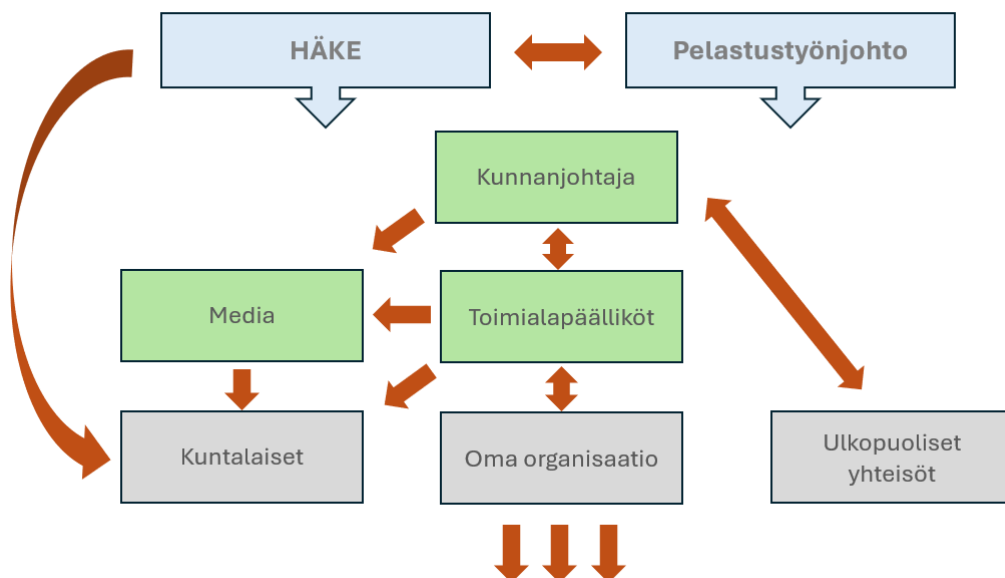 HÄKE
Pelastustyönjohto
Kunnanjohtaja
Media
Toimialapäälliköt
Kuntalaiset
Oma organisaatio
Ulkopuoliset
yhteisöt